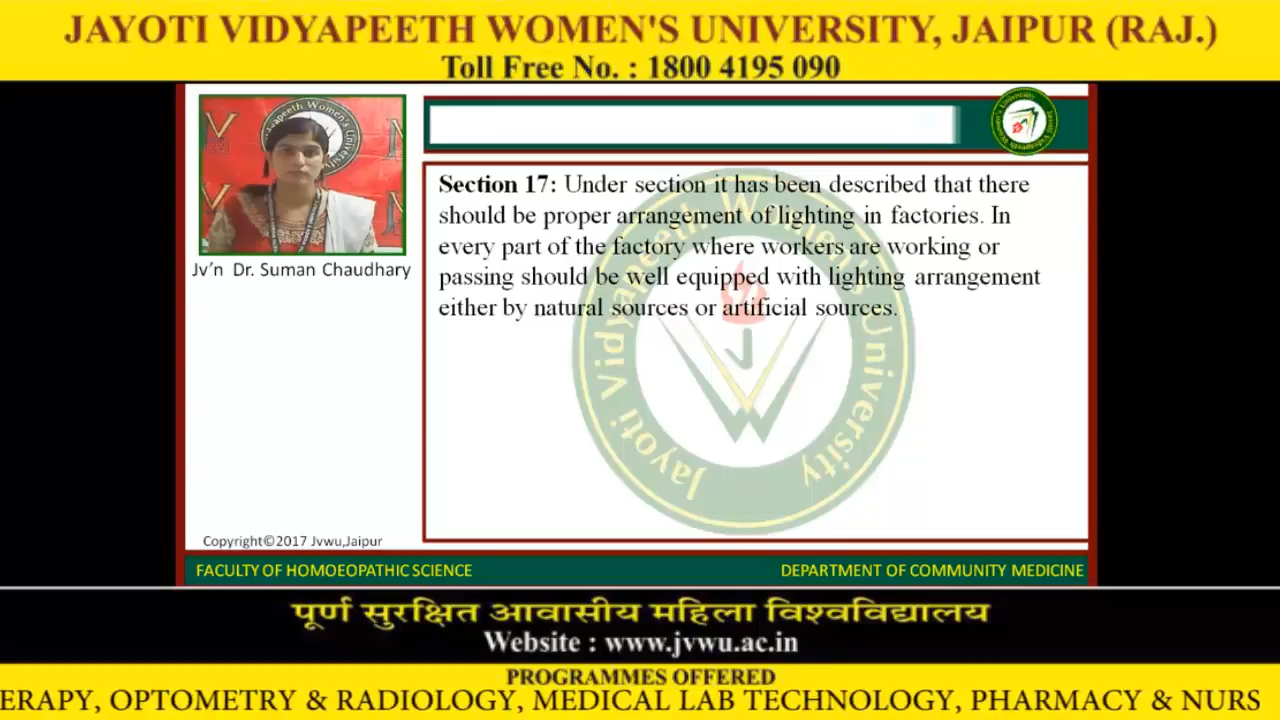 JAYOTI VIDYAPEETH WOMEN'S UNIVERSITY, JAIPUR (RAJ.)
Toll Free No. : 1800 4195 090
Jv'n Dr. Suman Chaudhary
Section 17: Under section it has been described that there
should be proper arrangement of lighting in factories. In
every part of the factory where workers are working or
passing should be well equipped with lighting arrangement
either by natural sources or artificial sources.
Jayoti Vidyapeeth Women's University
Copyright©2017 Jvwu,Jaipur
FACULTY OF HOMOEOPATHIC SCIENCE
DEPARTMENT OF COMMUNITY MEDICINE
पूर्ण सुरक्षित आवासीय महिला विश्वविद्यालय
Website : www.jvwu.ac.in
PROGRAMMES OFFERED
ERAPY, OPTOMETRY & RADIOLOGY, MEDICAL LAB TECHNOLOGY, PHARMACY & NURS